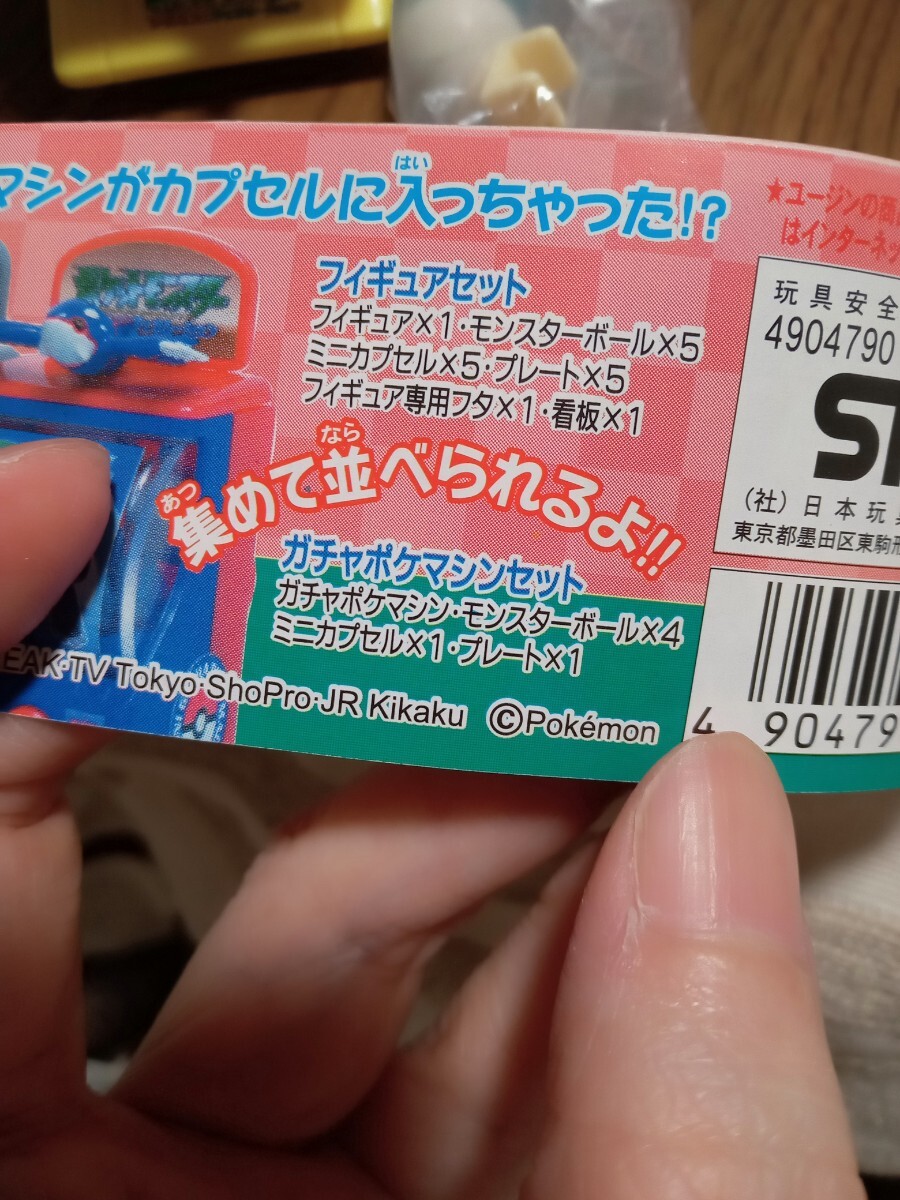 マシンがカプセルに入っちゃった!?
はい
★ユージンの商
はインターネッ
フィギュアセット
フィギュア×1・モンスターボール×5
ミニカプセル×5・プレート×5
フィギュア専用フタ×1・看板×1
あつ なら
集めて並べられるよ!!
ガチャポケマシンセット
ガチャポケマシン・モンスターボール×4
ミニカプセル×1・プレート×1
EAK・TV Tokyo・ShoPro・JR Kikaku ©Pokémon
玩具安全
4904790
(社)日本玩
東京都墨田区東駒形
4 90479